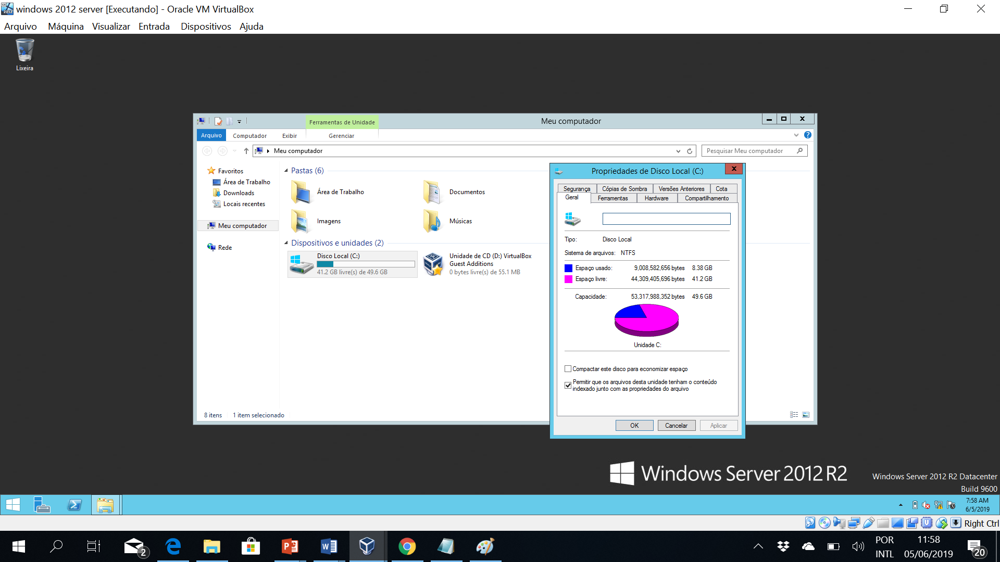 windows 2012 server [Executando] - Oracle VM VirtualBox
Arquivo Máquina Visualizar Entrada Dispositivos Ajuda
Lixeira
Ferramentas de Unidade
Meu computador
Arquivo Computador Exibir Gerenciar
Meu computador
Pesquisar Meu computador
Favoritos
Área de Trabalho
Downloads
Locais recentes
Meu computador
Rede
Pastas (6)
Área de Trabalho
Documentos
Imagens
Músicas
Dispositivos e unidades (2)
Disco Local (C:)
41.2 GB livre(s) de 49.6 GB
Unidade de CD (D:) VirtualBox
Guest Additions
0 bytes livre(s) de 55.1 MB
8 itens 1 item selecionado
Propriedades de Disco Local (C:)
Segurança Cópias de Sombra Versões Anteriores Cota
Geral Ferramentas Hardware Compartilhamento
Tipo: Disco Local
Sistema de arquivos: NTFS
Espaço usado: 9,008,582,656 bytes 8.38 GB
Espaço livre: 44,309,405,696 bytes 41.2 GB
Capacidade: 53,317,988,352 bytes 49.6 GB
Unidade C:
Compactar este disco para economizar espaço
Permitir que os arquivos desta unidade tenham o conteúdo
indexado junto com as propriedades do arquivo
OK Cancelar Aplicar
Windows Server 2012 R2
Windows Server 2012 R2 Datacenter
Build 9600
7:58 AM
6/5/2019
Right Ctrl
2
POR
INTL
11:58
05/06/2019
20